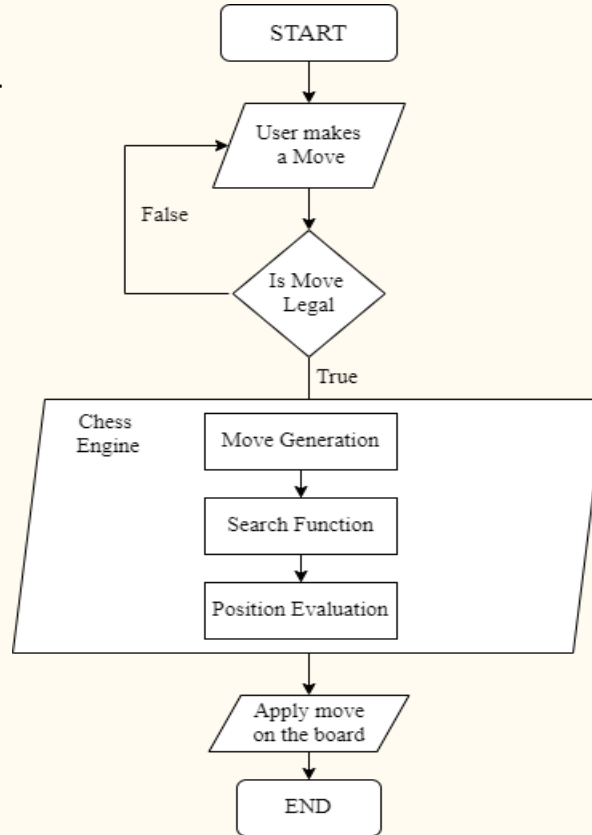 START
User makes
a Move
False
Is Move
Legal
True
Chess
Engine
Move Generation
Search Function
Position Evaluation
Apply move
on the board
END